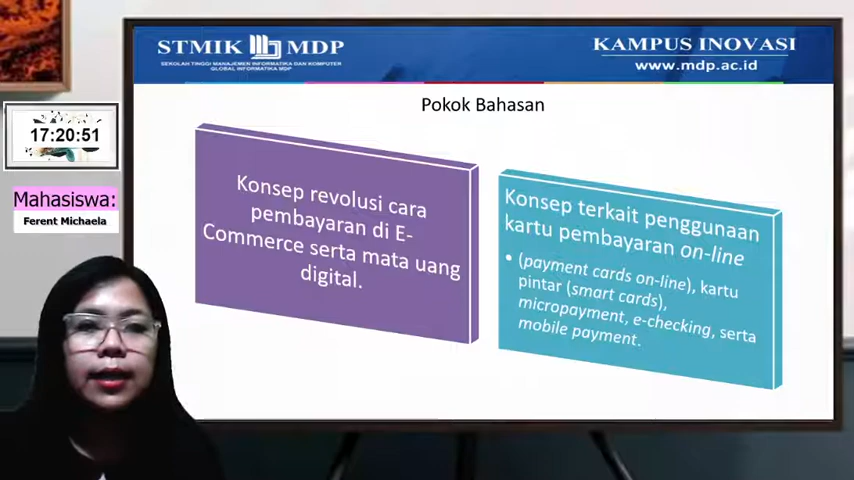 STMIK MDP
SEKOLAH TINGGI MANAJEMEN INFORMATIKA DAN KOMPUTER
GLOBAL INFORMATIKA MDP
KAMPUS INOVASI
www.mdp.ac.id
Pokok Bahasan
17:20:51
Mahasiswa:
Ferent Michaela
Konsep revolusi cara
pembayaran di E-
Commerce serta mata uang
digital.
Konsep terkait penggunaan
kartu pembayaran on-line
• (payment cards on-line), kartu
pintar (smart cards),
micropayment, e-checking, serta
mobile payment.